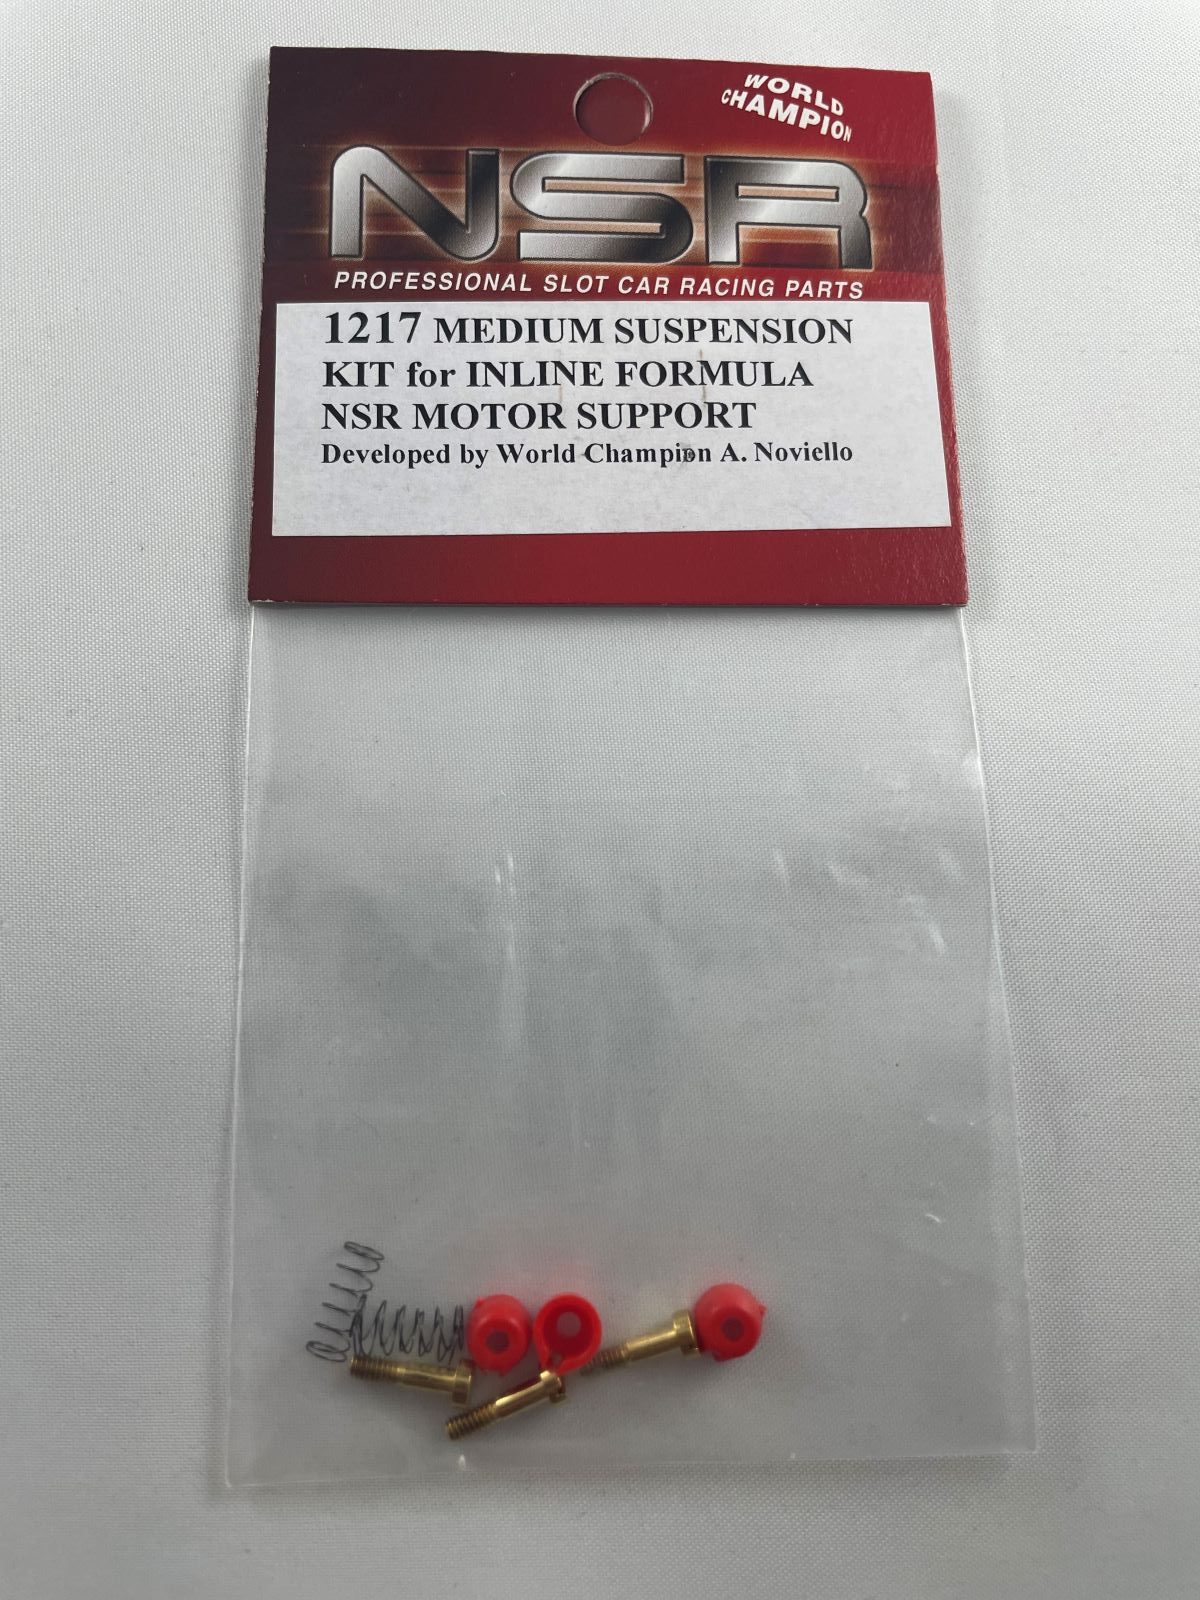 WORLD
CHAMPION
NSR
PROFESSIONAL SLOT CAR RACING PARTS
1217 MEDIUM SUSPENSION
KIT for INLINE FORMULA
NSR MOTOR SUPPORT
Developed by World Champion A. Noviello